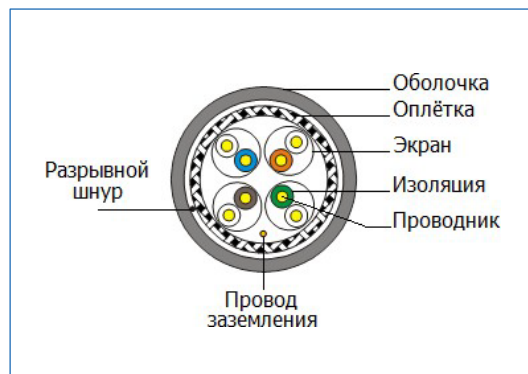 Оболочка
Оплётка
Экран
Разрывной
шнур
Изоляция
Проводник
Провод
заземления